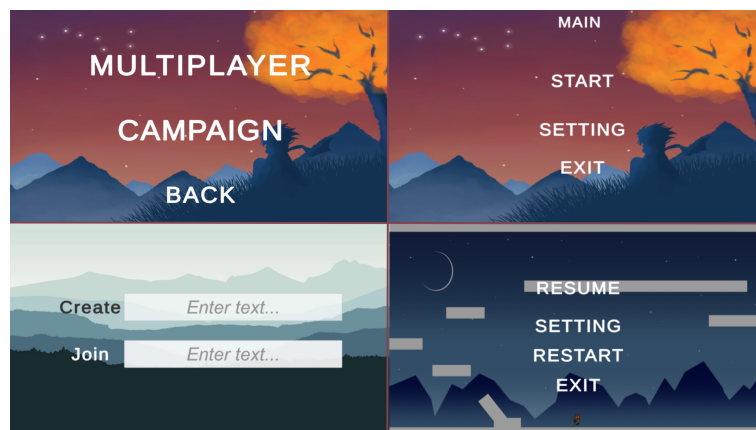 MULTIPLAYER
CAMPAIGN
BACK
MAIN
START
SETTING
EXIT
Create Enter text...
Join Enter text...
RESUME
SETTING
RESTART
EXIT